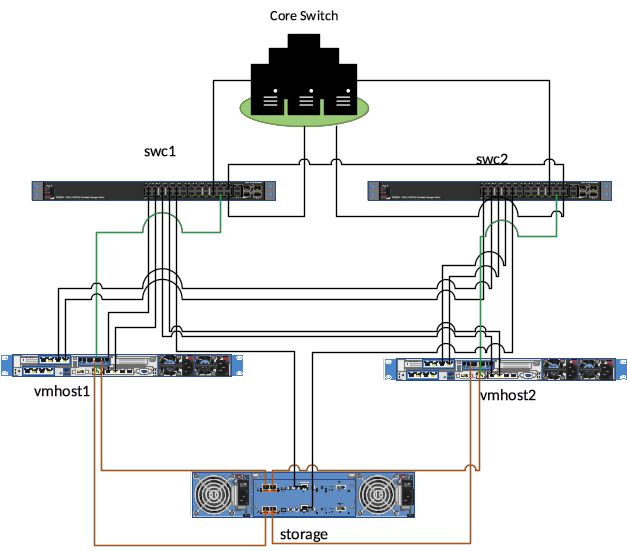 Core Switch
swc1
swc2
vmhost1
vmhost2
storage